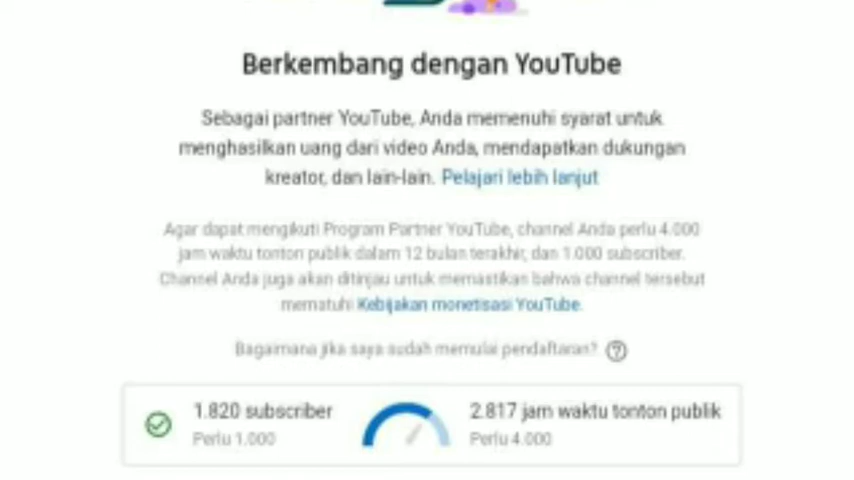 Berkembang dengan YouTube
Sebagai partner YouTube, Anda memenuhi syarat untuk
menghasilkan uang dari video Anda, mendapatkan dukungan
kreator, dan lain-lain. Pelajari lebih lanjut
Agar dapat mengikuti Program Partner YouTube, channel Anda perlu 4.000
jam waktu tonton publik dalam 12 bulan terakhir, dan 1.000 subscriber.
Channel Anda juga akan ditinjau untuk memastikan bahwa channel tersebut
mematuhi Kebijakan monetisasi YouTube.
Bagaimana jika saya sudah memulai pendaftaran? ?
1.820 subscriber
Perlu 1.000
2.817 jam waktu tonton publik
Perlu 4.000